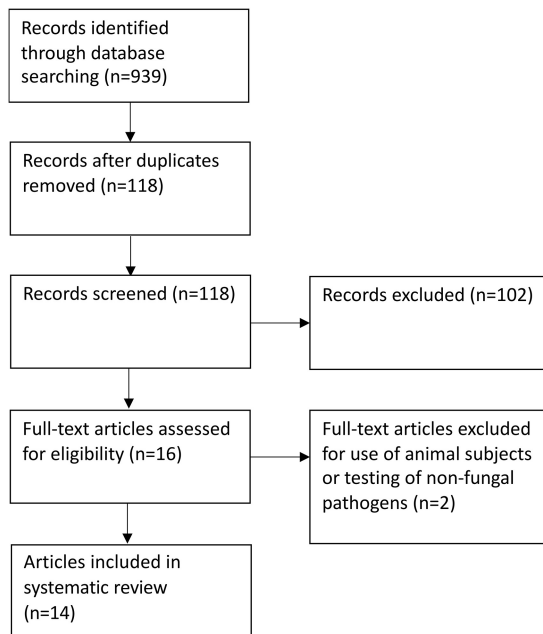 Records identified
through database
searching (n=939)
Records after duplicates
removed (n=118)
Records screened (n=118)
Records excluded (n=102)
Full-text articles assessed
for eligibility (n=16)
Full-text articles excluded
for use of animal subjects
or testing of non-fungal
pathogens (n=2)
Articles included in
systematic review
(n=14)